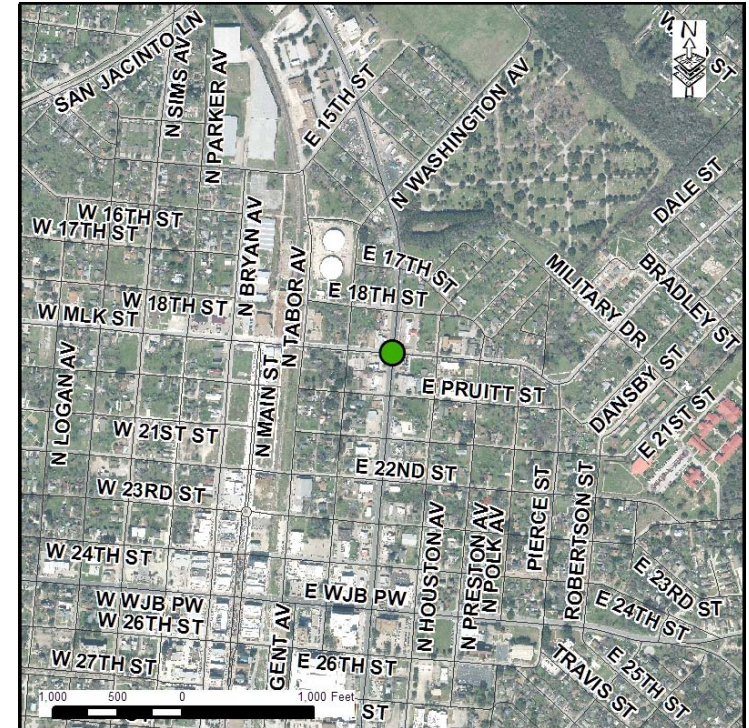 SAN JACINTO LN
N SIMS AV
N PARKER AV
E 15TH ST
N WASHINGTON AV
N
DALE ST
W 16TH ST
W 17TH ST
N BRYAN AV
N TABOR AV
E 17TH ST
MILITARY DR
BRADLEY ST
W 18TH ST
E 18TH ST
W MLK ST
N LOGAN AV
N MAIN ST
E PRUITT ST
DANSBY ST
E 21ST ST
W 21ST ST
E 22ND ST
W 23RD ST
N HOUSTON AV
N PRESTON AV
N POLK AV
PIERCE ST
ROBERTSON ST
W 24TH ST
E WJB PW
E 23RD ST
E 24TH ST
W WJB PW
W 26TH ST
GENT AV
W 27TH ST
E 26TH ST
TRAVIS ST
E 25TH ST
1,000 500 0 1,000 Feet
ST